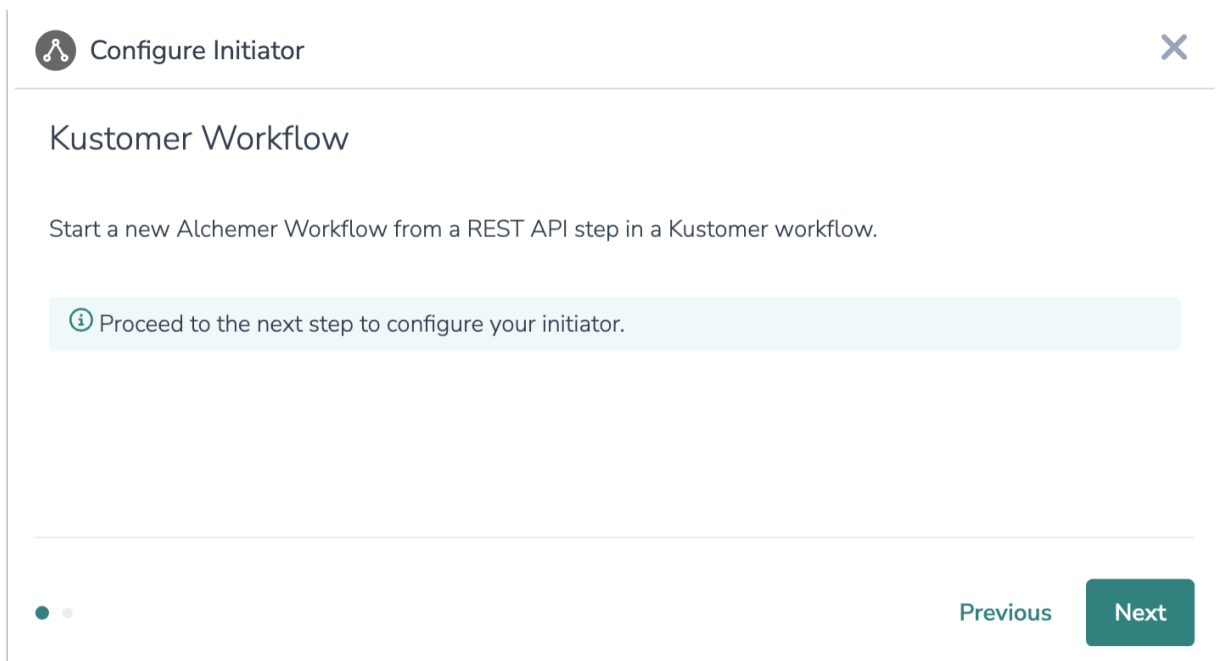 Configure Initiator
Kustomer Workflow
Start a new Alchemer Workflow from a REST API step in a Kustomer workflow.
Proceed to the next step to configure your initiator.
Previous
Next